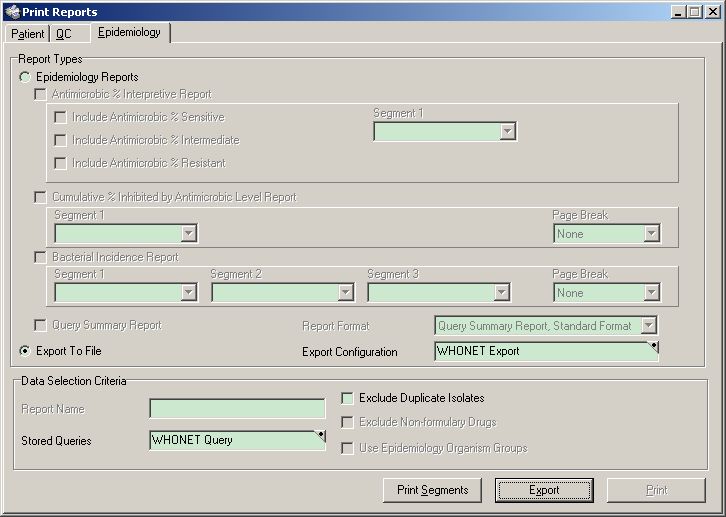 Print Reports
Patient QC Epidemiology
Report Types
Epidemiology Reports
Antimicrobic % Interpretive Report
Include Antimicrobic % Sensitive
Segment 1
Include Antimicrobic % Intermediate
Include Antimicrobic % Resistant
Cumulative % Inhibited by Antimicrobic Level Report
Segment 1 Page Break
None
Bacterial Incidence Report
Segment 1 Segment 2 Segment 3 Page Break
None
Query Summary Report Report Format Query Summary Report, Standard Format
Export To File Export Configuration WHONET Export
Data Selection Criteria
Report Name
Exclude Duplicate Isolates
Exclude Non-formulary Drugs
Stored Queries WHONET Query
Use Epidemiology Organism Groups
Print Segments Export Print